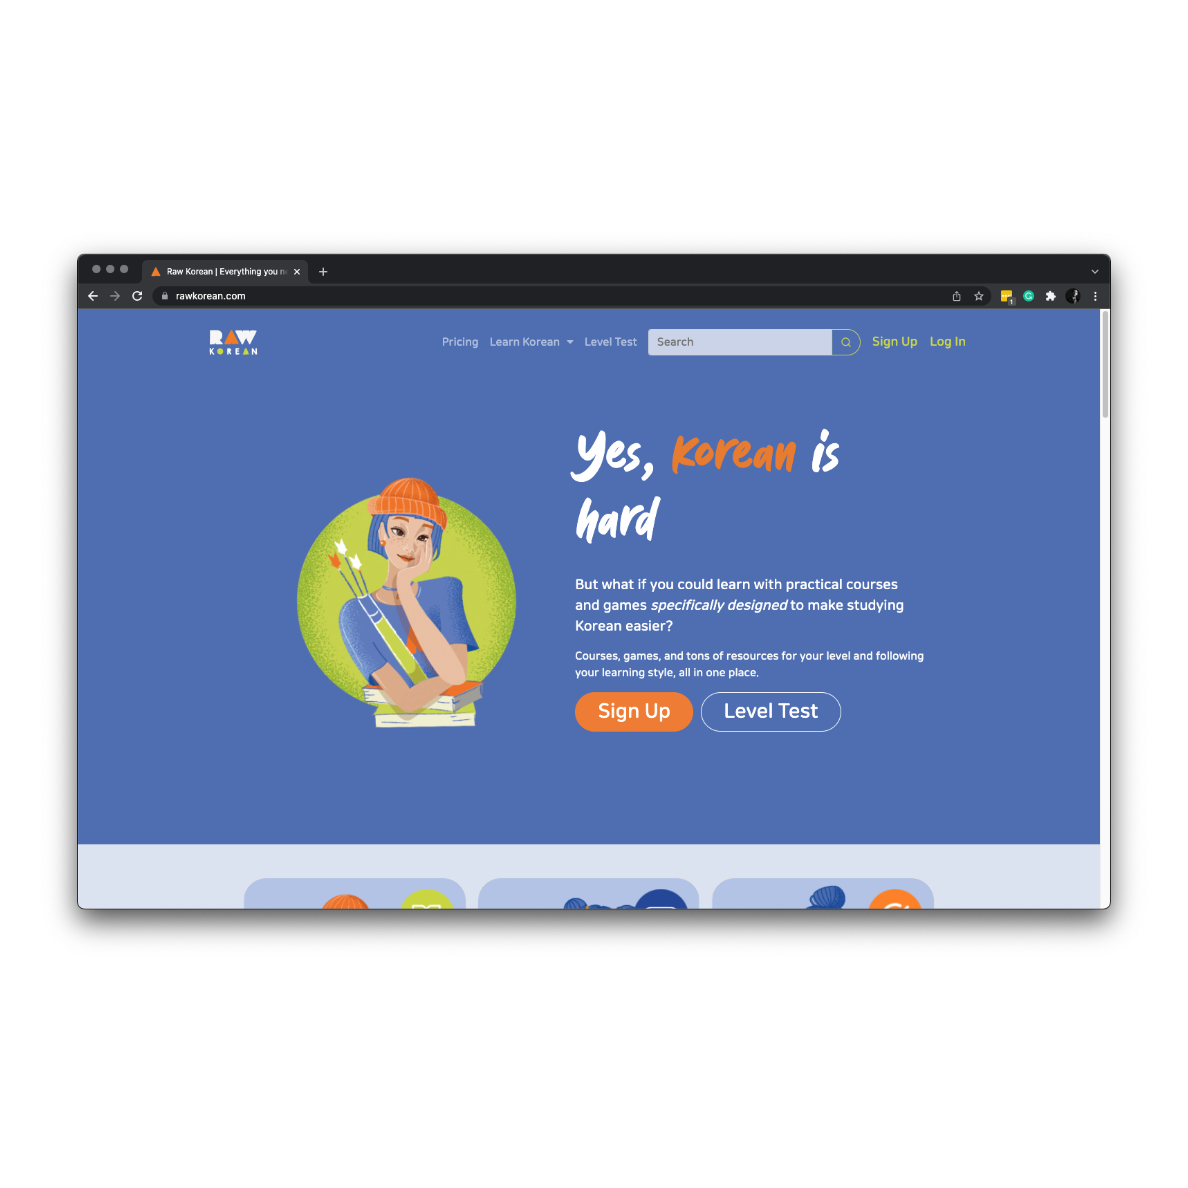 Raw Korean | Everything you ne
rawkorean.com
1
RAW
KOREAN
Pricing Learn Korean Level Test Search Sign Up Log In
Yes, Korean is
hard
But what if you could learn with practical courses
and games specifically designed to make studying
Korean easier?
Courses, games, and tons of resources for your level and following
your learning style, all in one place.
Sign Up Level Test